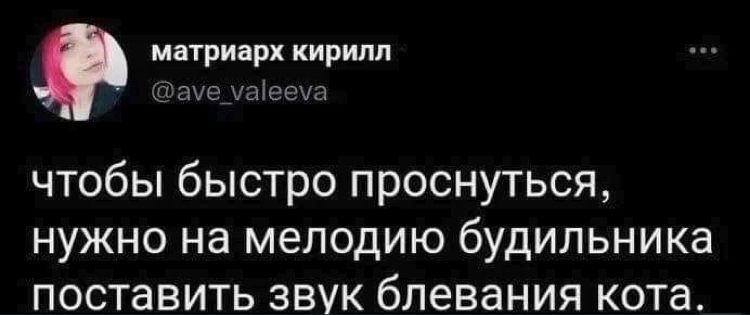 матриарх кирилл
@ave_valeeva
чтобы быстро проснуться,
нужно на мелодию будильника
поставить звук блевания кота.